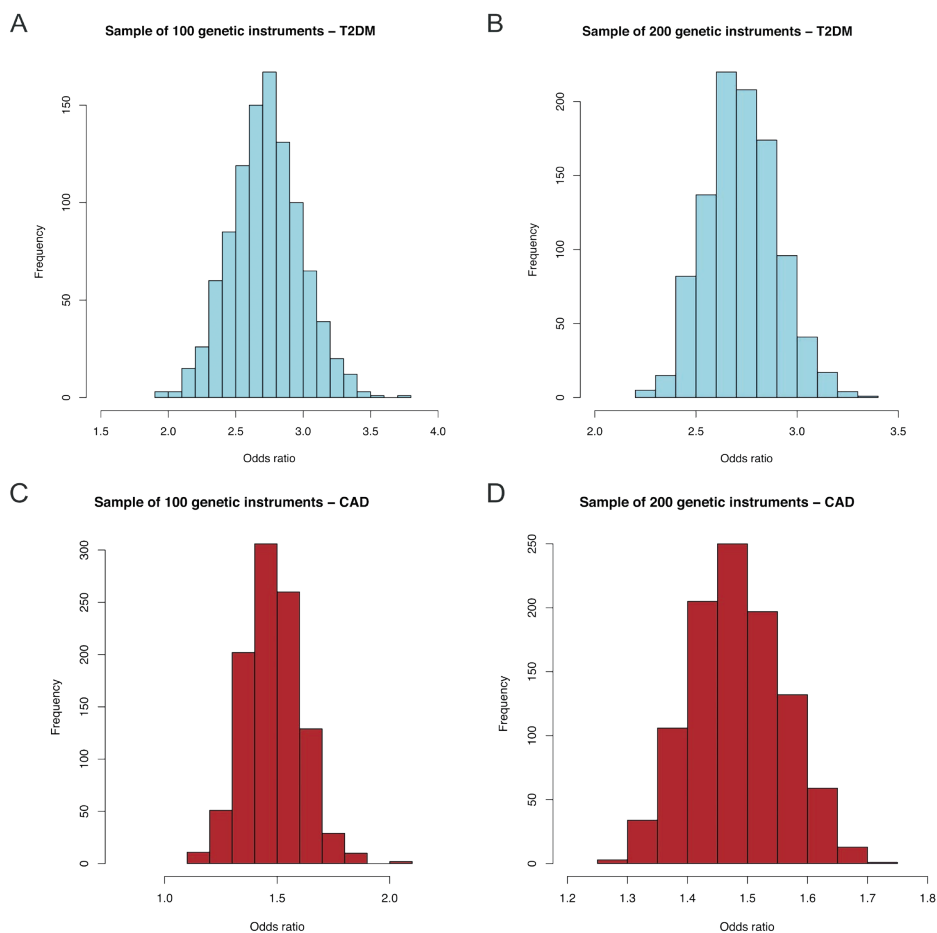 A
Sample of 100 genetic instruments – T2DM
Frequency
150
100
50
0
1.5 2.0 2.5 3.0 3.5 4.0
Odds ratio
B
Sample of 200 genetic instruments – T2DM
Frequency
200
150
100
50
0
2.0 2.5 3.0 3.5
Odds ratio
C
Sample of 100 genetic instruments – CAD
Frequency
300
250
200
150
100
50
0
1.0 1.5 2.0
Odds ratio
D
Sample of 200 genetic instruments – CAD
Frequency
250
200
150
100
50
0
1.2 1.3 1.4 1.5 1.6 1.7 1.8
Odds ratio